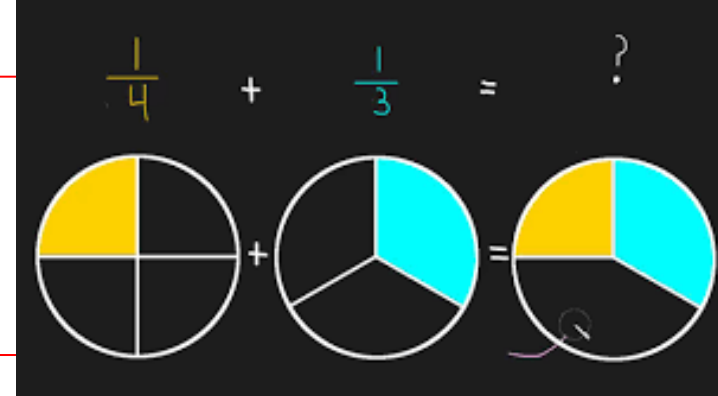 1/4 + 1/3 = ?
+ =